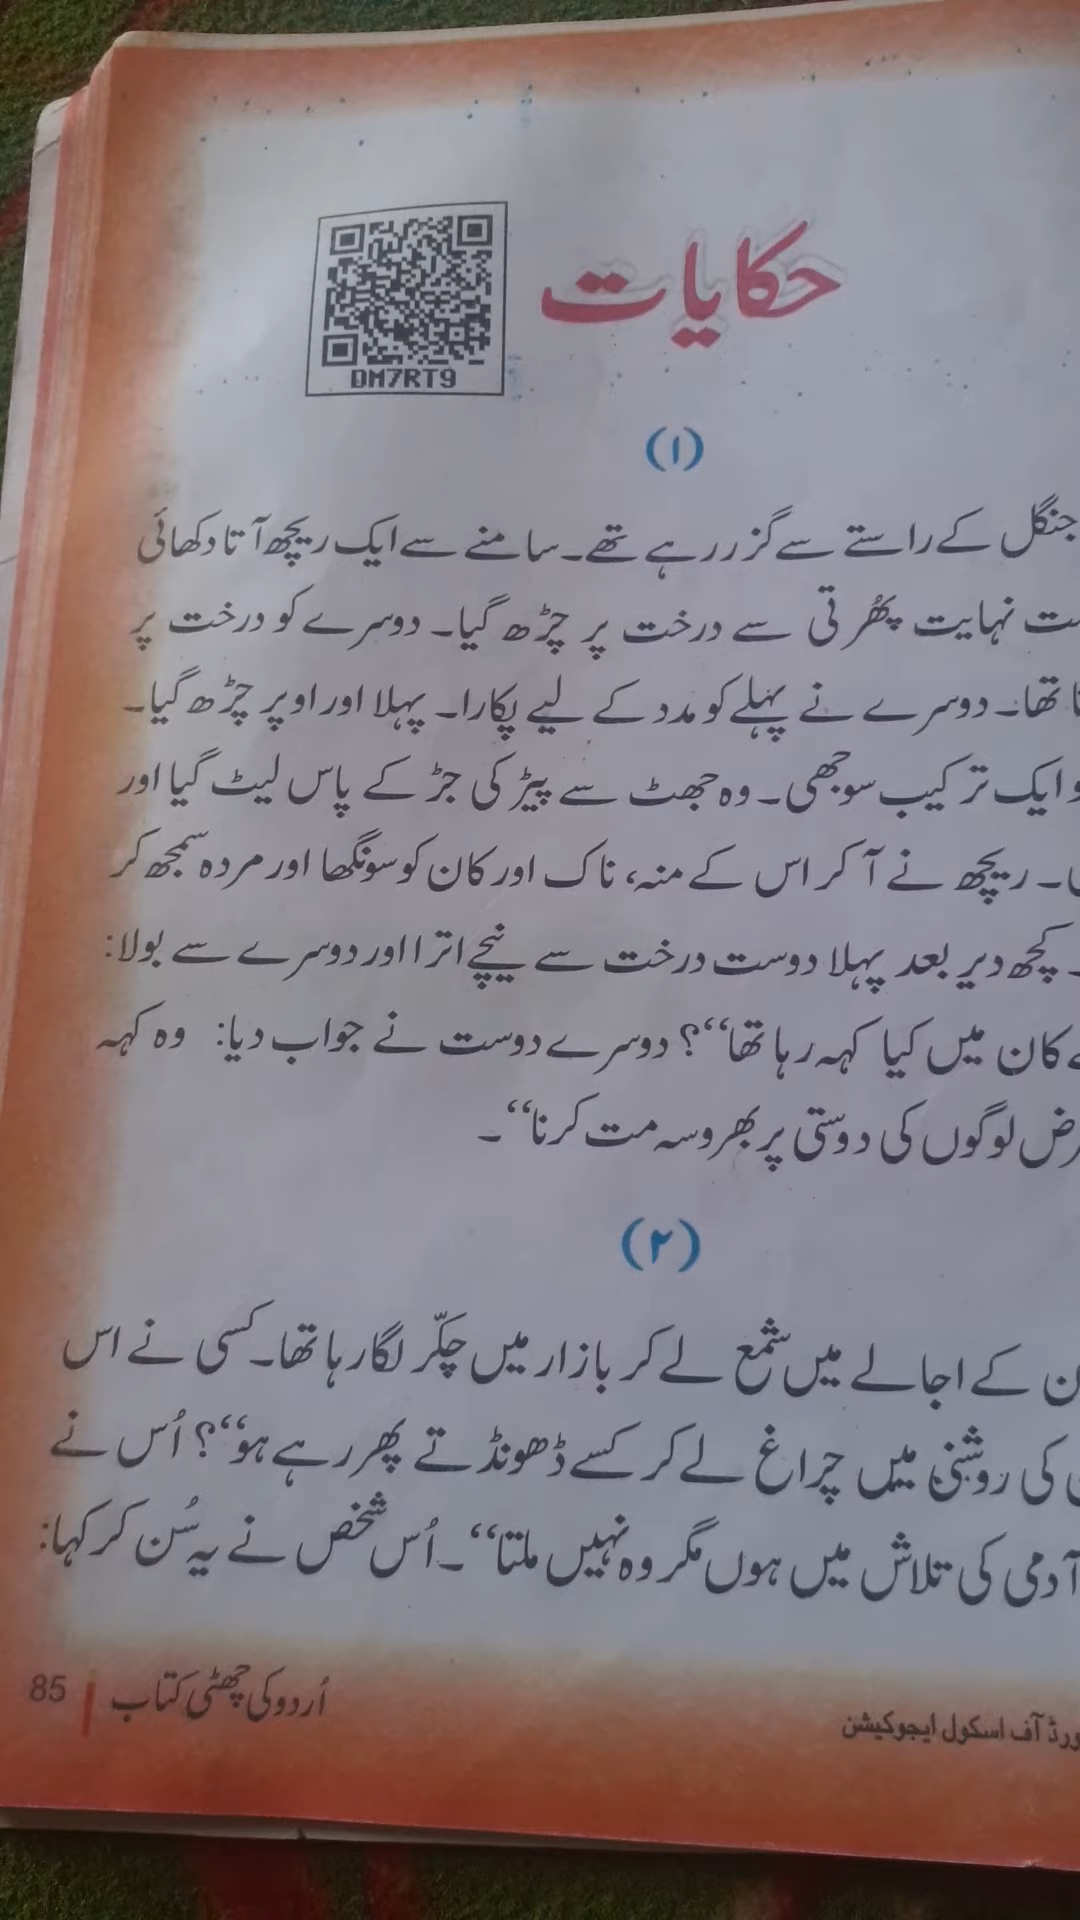 حکایات
DM7RT9
(۱)
جنگل کے راستے سے گزر رہے تھے۔ سامنے سے ایک ریچھ آتا دکھائی
نہایت پھُرتی سے درخت پر چڑھ گیا۔ دوسرے کو درخت پر
تھا۔ دوسرے نے پہلے کو مدد کے لیے پکارا۔ پہلا اور اوپر چڑھ گیا۔
ایک ترکیب سوجھی۔ وہ جھٹ سے پیڑ کی جڑ کے پاس لیٹ گیا اور
۔ ریچھ نے آ کر اس کے منہ، ناک اور کان کو سونگھا اور مردہ سمجھ کر
۔ کچھ دیر بعد پہلا دوست درخت سے نیچے اترا اور دوسرے سے بولا:
کان میں کیا کہہ رہا تھا“؟ دوسرے دوست نے جواب دیا: وہ کہہ
لوگوں کی دوستی پر بھروسہ مت کرنا“۔
(۲)
کے اجالے میں شمع لے کر بازار میں چکّر لگا رہا تھا۔ کسی نے اس
کی روشنی میں چراغ لے کر کسے ڈھونڈتے پھر رہے ہو“؟ اُس نے
آدمی کی تلاش میں ہوں مگر وہ نہیں ملتا“۔ اُس شخص نے یہ سُن کر کہا:
آف اسکول ایجوکیشن
اُردو کی چھٹی کتاب | 85